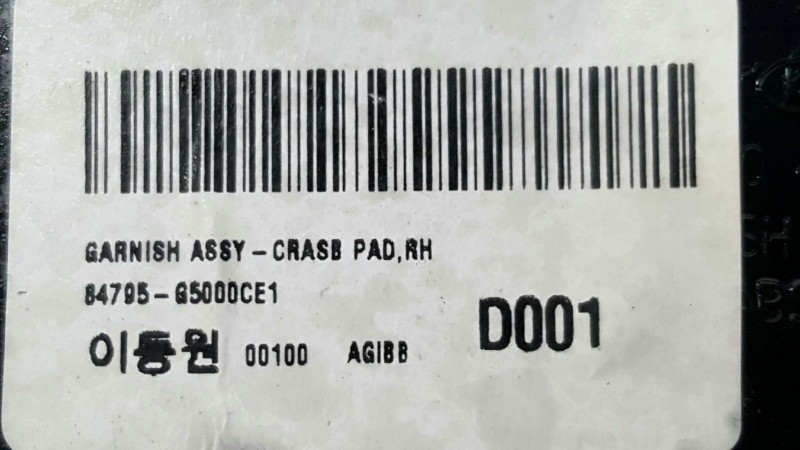 GARNISH ASSY-CRASB PAD,RH
84795-G5000CE1
이동원 00100 AGIBB D001